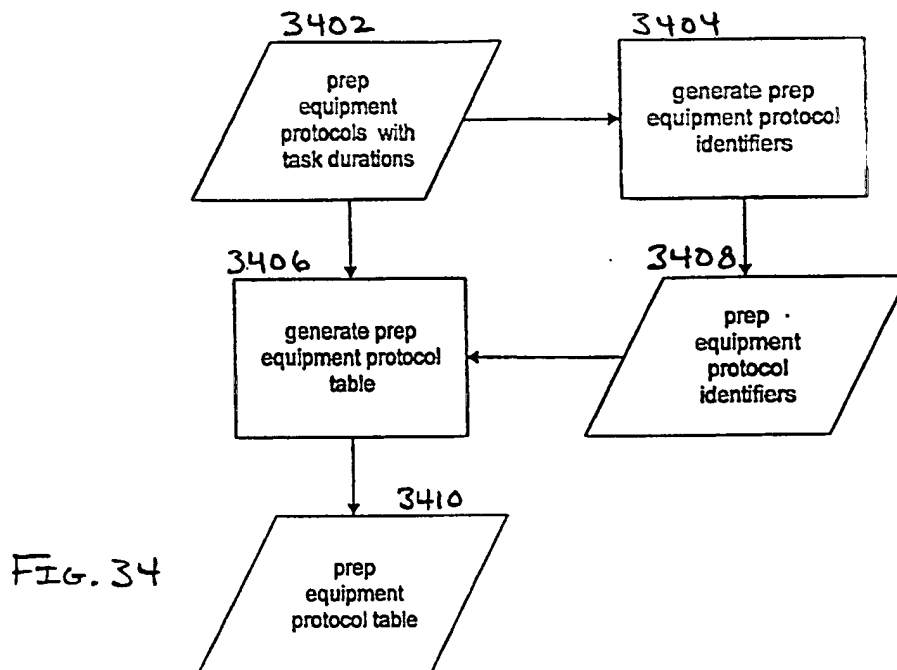 3402
prep
equipment
protocols with
task durations
3404
generate prep
equipment protocol
identifiers
3406
generate prep
equipment protocol
table
3408
prep
equipment
protocol
identifiers
3410
prep
equipment
protocol table
FIG. 34